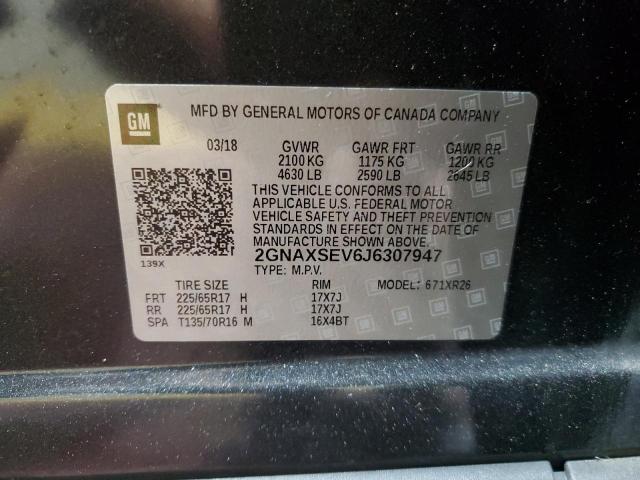 GM
MFD BY GENERAL MOTORS OF CANADA COMPANY
03/18 GVWR GAWR FRT GAWR RR
2100 KG 1175 KG 1200 KG
4630 LB 2590 LB 2645 LB
THIS VEHICLE CONFORMS TO ALL
APPLICABLE U.S. FEDERAL MOTOR
VEHICLE SAFETY AND THEFT PREVENTION
STANDARDS IN EFFECT ON THE DATE OF
MANUFACTURE SHOWN ABOVE.
139X
2GNAXSEV6J6307947
TYPE: M.P.V. MODEL: 671XR26
TIRE SIZE RIM
FRT 225/65R17 H 17X7J
RR 225/65R17 H 17X7J
SPA T135/70R16 M 16X4BT